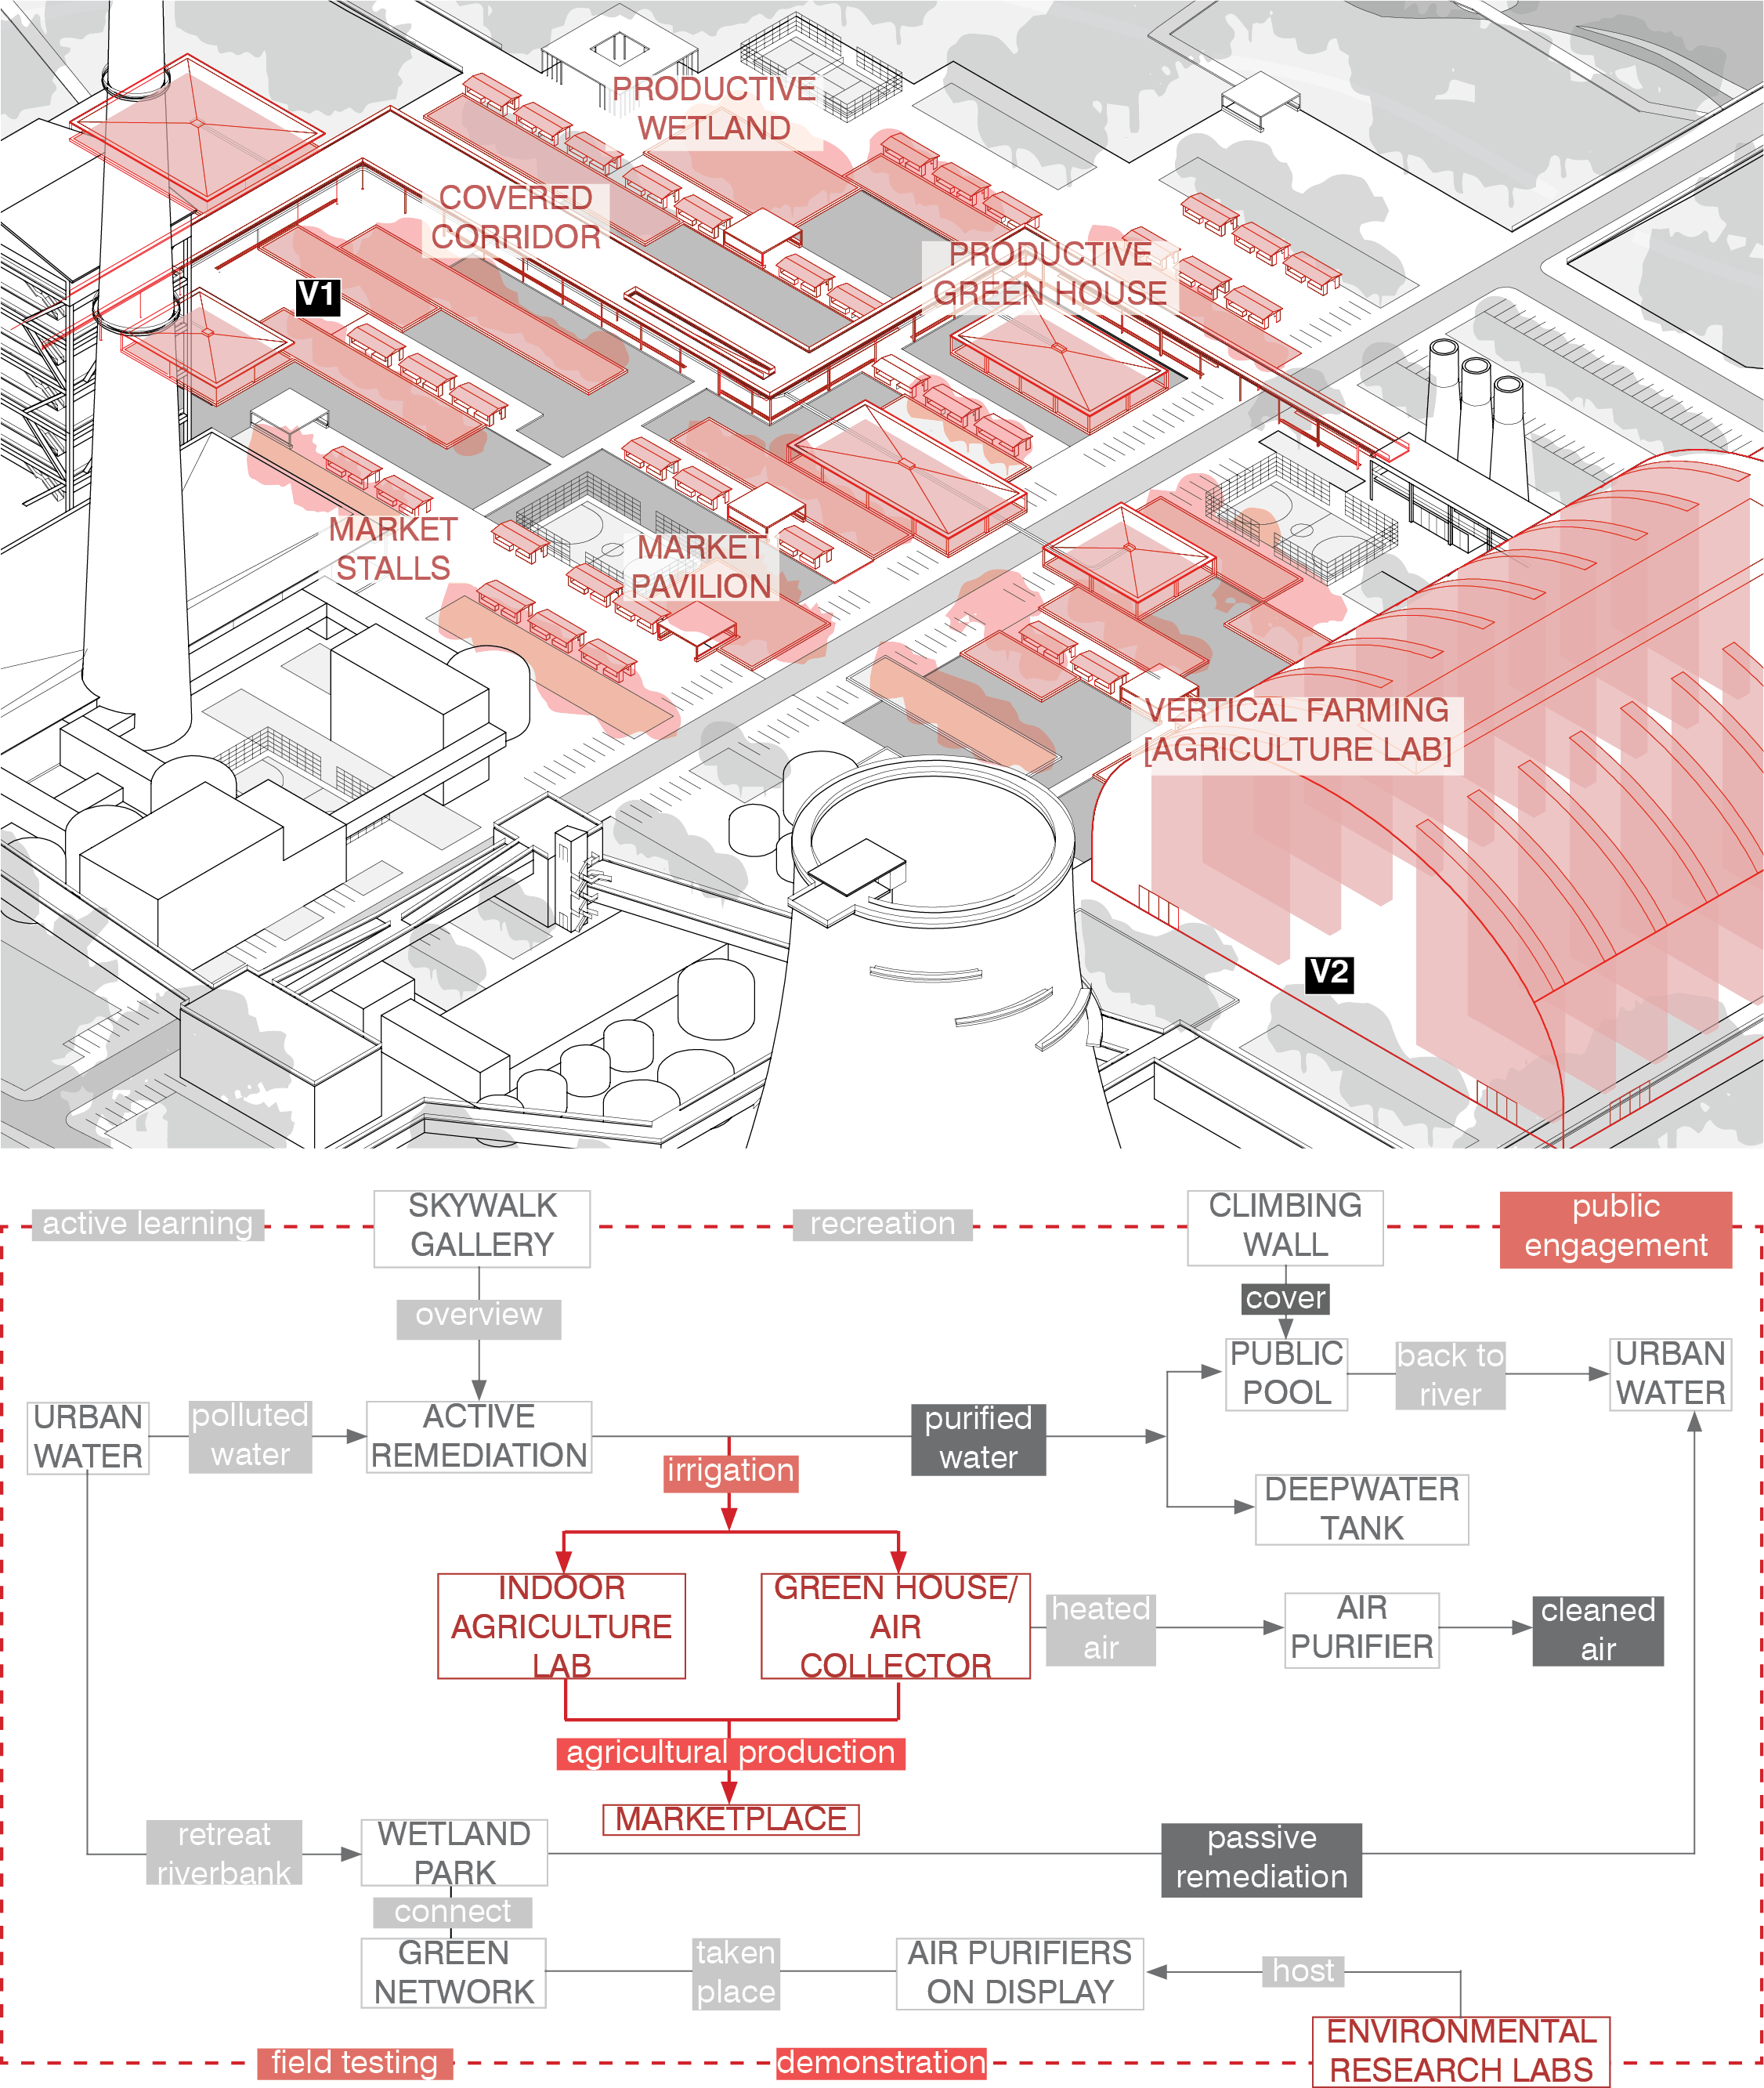 PRODUCTIVE
WETLAND
COVERED
CORRIDOR
PRODUCTIVE
GREEN HOUSE
V1
MARKET
STALLS
MARKET
PAVILION
VERTICAL FARMING
[AGRICULTURE LAB]
V2
active learning
SKYWALK
GALLERY
recreation
CLIMBING
WALL
public
engagement
overview
cover
PUBLIC
POOL
back to
river
URBAN
WATER
URBAN
WATER
polluted
water
ACTIVE
REMEDIATION
purified
water
irrigation
DEEPWATER
TANK
INDOOR
AGRICULTURE
LAB
GREEN HOUSE/
AIR
COLLECTOR
heated
air
AIR
PURIFIER
cleaned
air
agricultural production
MARKETPLACE
retreat
riverbank
WETLAND
PARK
passive
remediation
connect
GREEN
NETWORK
taken
place
AIR PURIFIERS
ON DISPLAY
host
ENVIRONMENTAL
RESEARCH LABS
field testing
demonstration